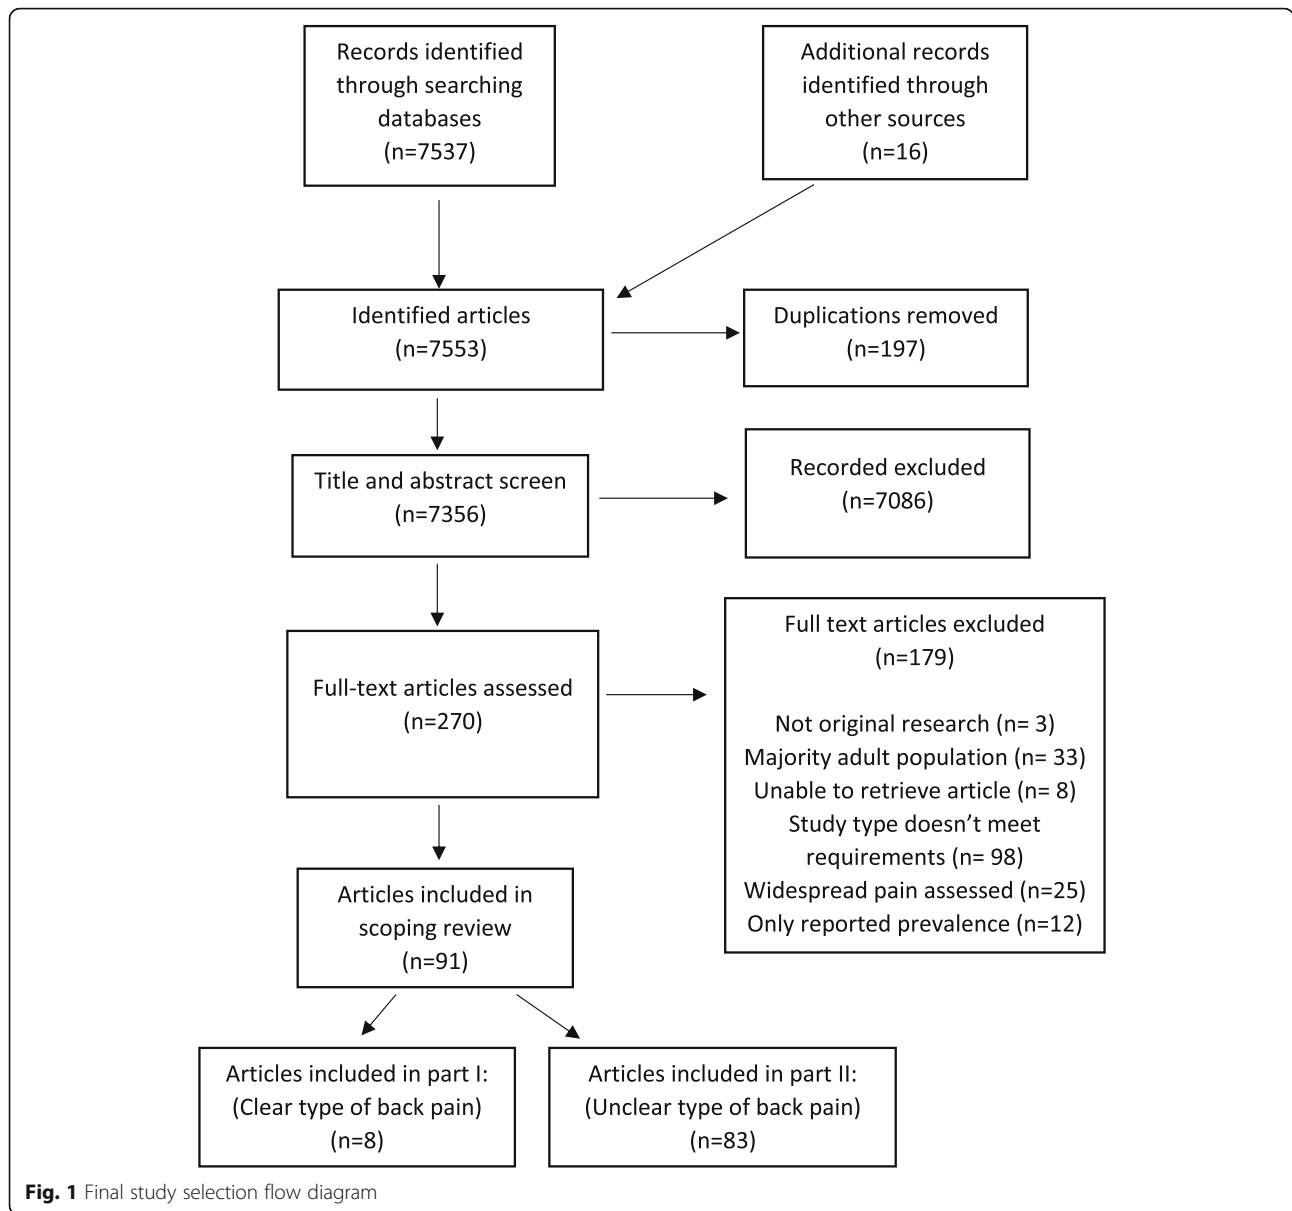 Records identified
through searching
databases
(n=7537)
Additional records
identified through
other sources
(n=16)
Identified articles
(n=7553)
Duplications removed
(n=197)
Title and abstract screen
(n=7356)
Recorded excluded
(n=7086)
Full-text articles assessed
(n=270)
Full text articles excluded
(n=179)
Not original research (n= 3)
Majority adult population (n= 33)
Unable to retrieve article (n= 8)
Study type doesn’t meet
requirements (n= 98)
Widespread pain assessed (n=25)
Only reported prevalence (n=12)
Articles included in
scoping review
(n=91)
Articles included in part I:
(Clear type of back pain)
(n=8)
Articles included in part II:
(Unclear type of back pain)
(n=83)
Fig. 1 Final study selection flow diagram